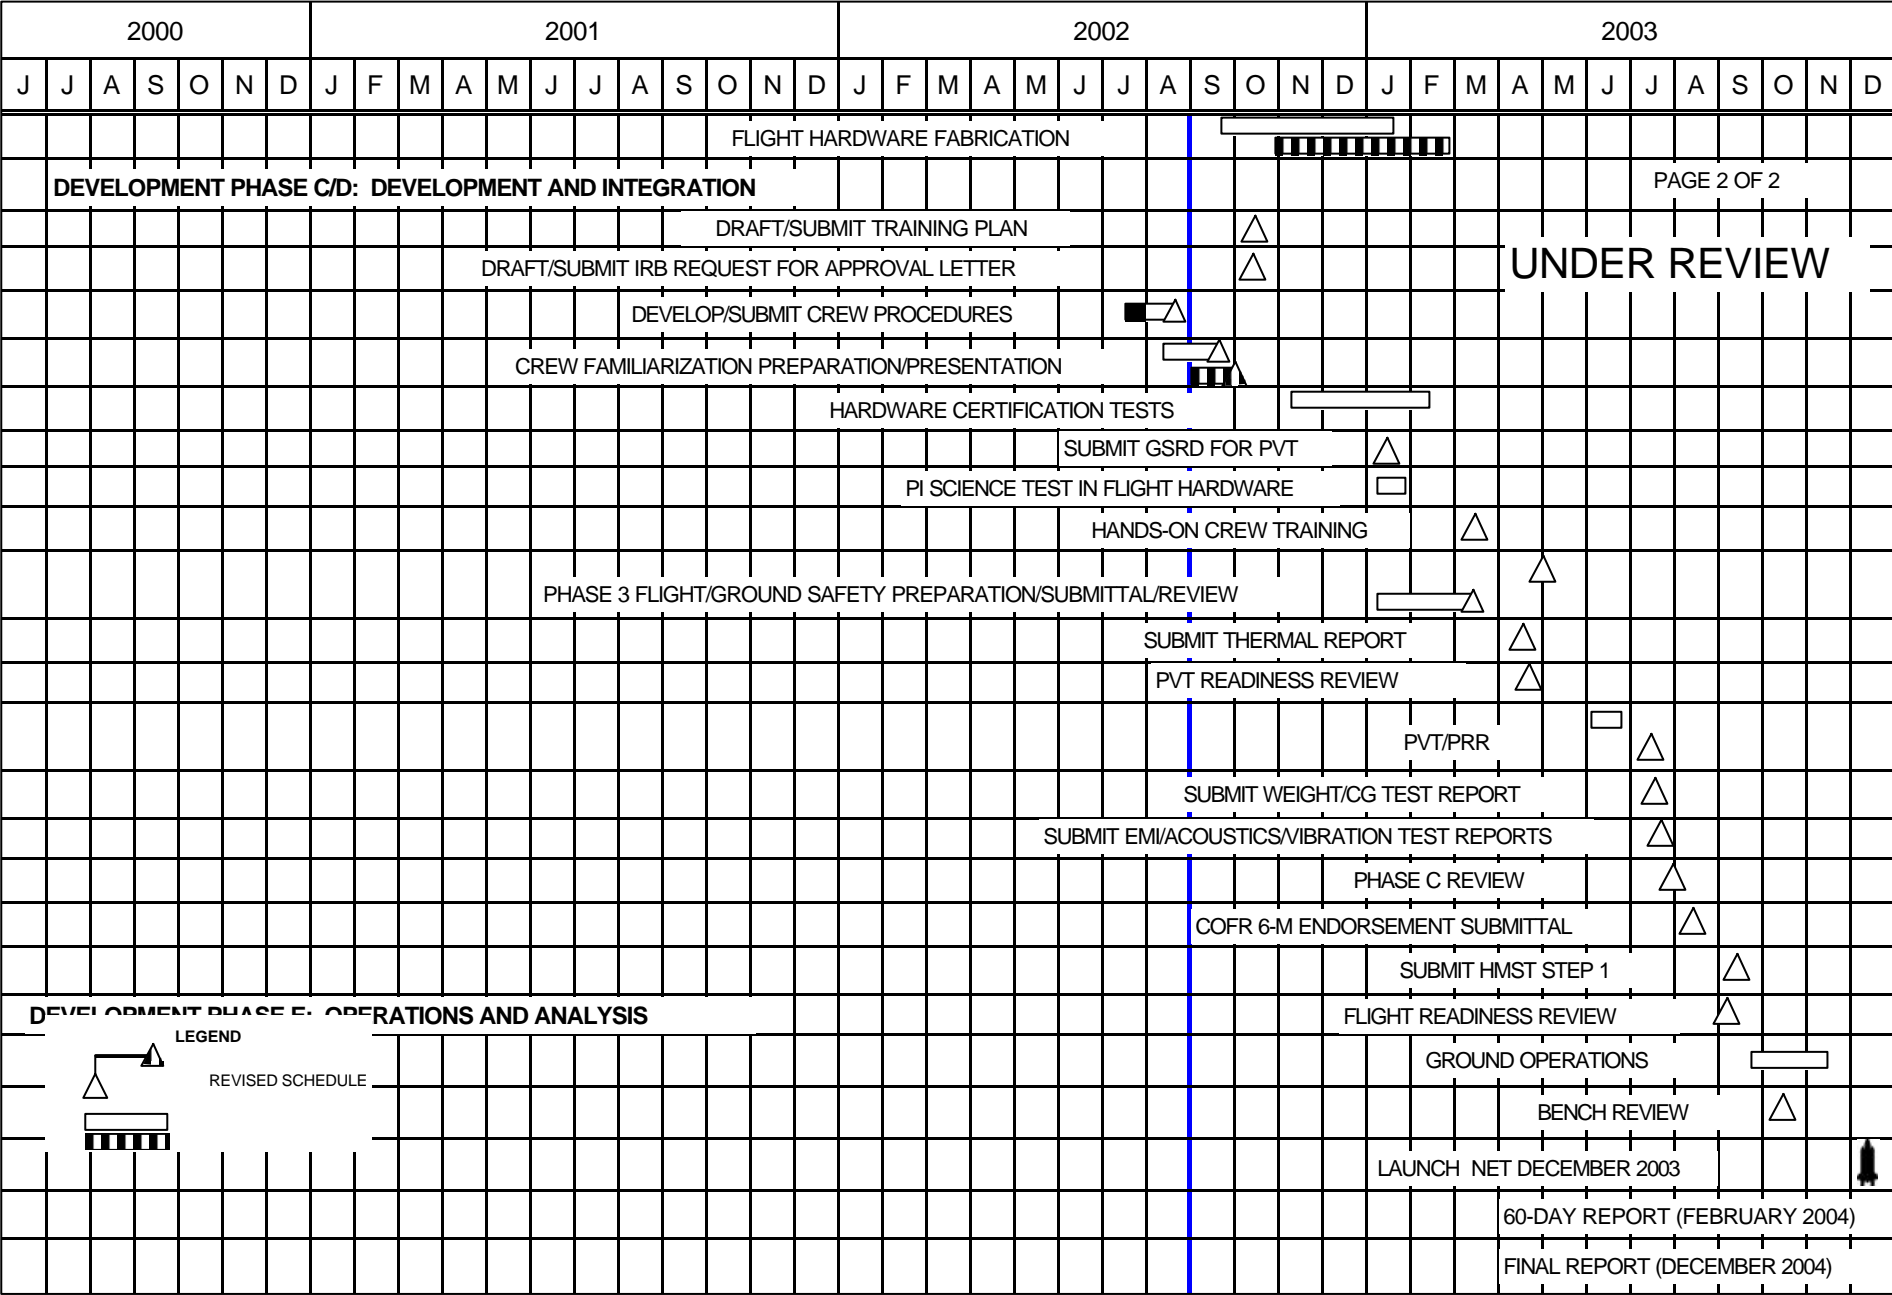 2000 2001 2002 2003
J J A S O N D J F M A M J J A S O N D J F M A M J J A S O N D J F M A M J J A S O N D
FLIGHT HARDWARE FABRICATION
DEVELOPMENT PHASE C/D: DEVELOPMENT AND INTEGRATION
PAGE 2 OF 2
DRAFT/SUBMIT TRAINING PLAN
UNDER REVIEW
DRAFT/SUBMIT IRB REQUEST FOR APPROVAL LETTER
DEVELOP/SUBMIT CREW PROCEDURES
CREW FAMILIARIZATION PREPARATION/PRESENTATION
HARDWARE CERTIFICATION TESTS
SUBMIT GSRD FOR PVT
PI SCIENCE TEST IN FLIGHT HARDWARE
HANDS-ON CREW TRAINING
PHASE 3 FLIGHT/GROUND SAFETY PREPARATION/SUBMITTAL/REVIEW
SUBMIT THERMAL REPORT
PVT READINESS REVIEW
PVT/PRR
SUBMIT WEIGHT/CG TEST REPORT
SUBMIT EMI/ACOUSTICS/VIBRATION TEST REPORTS
PHASE C REVIEW
COFR 6-M ENDORSEMENT SUBMITTAL
SUBMIT HMST STEP 1
DEVELOPMENT PHASE E: OPERATIONS AND ANALYSIS
FLIGHT READINESS REVIEW
LEGEND
GROUND OPERATIONS
REVISED SCHEDULE
BENCH REVIEW
LAUNCH NET DECEMBER 2003
60-DAY REPORT (FEBRUARY 2004)
FINAL REPORT (DECEMBER 2004)